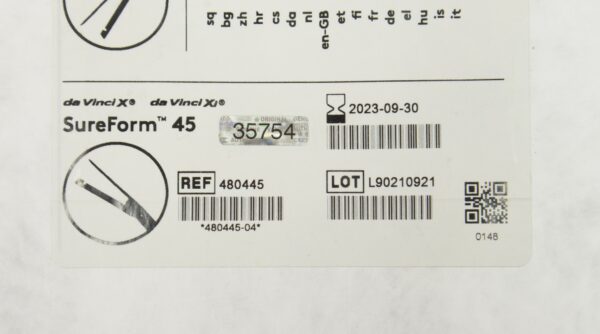 sq
bg
zh
hr
cs
da
nl
en-GB
et
fi
fr
de
el
hu
is
it
da Vinci X® da Vinci Xi®
SureForm™ 45
35754
2023-09-30
REF 480445
LOT L90210921
*480445-04*
0148